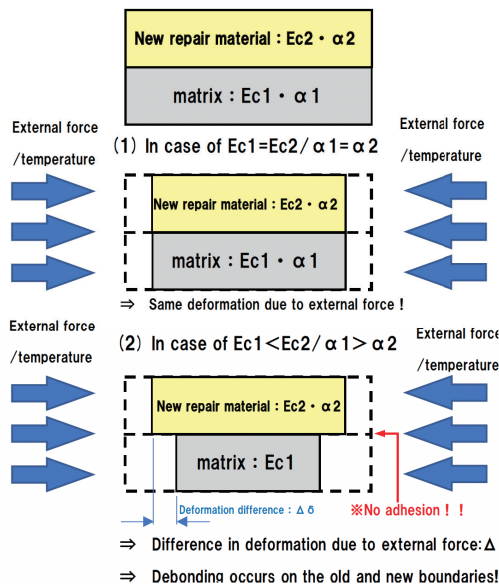 New repair material：Ec2・α2
matrix：Ec1・α1
External force
/temperature
External force
/temperature
(1) In case of Ec1=Ec2/α1=α2
New repair material：Ec2・α2
matrix：Ec1・α1
⇒ Same deformation due to external force！
External force
/temperature
External force
/temperature
(2) In case of Ec1<Ec2/α1>α2
New repair material：Ec2・α2
matrix：Ec1
Deformation difference：Δδ
※No adhesion！！
⇒ Difference in deformation due to external force:Δ
⇒ Debonding occurs on the old and new boundaries!